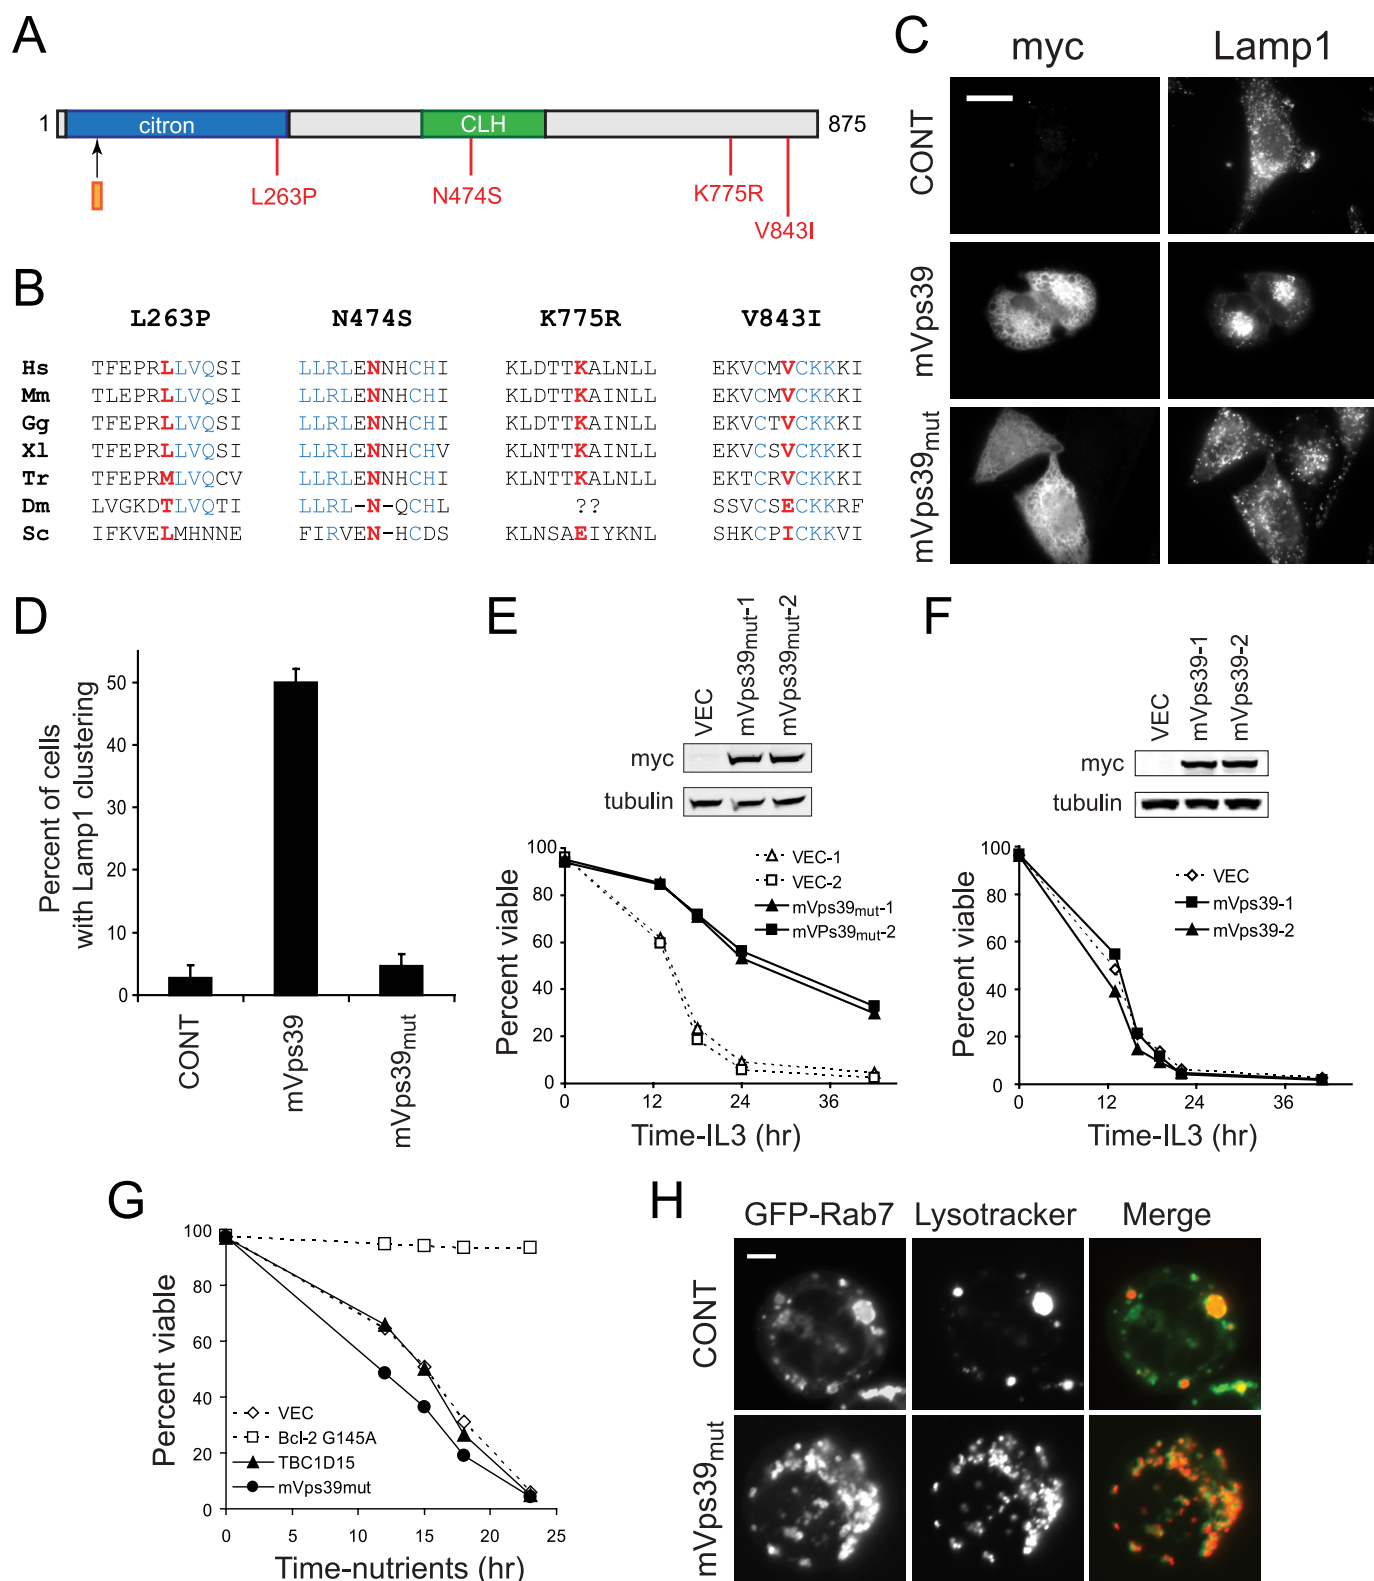 A
1 citron CLH 875
L263P N474S K775R
V843I
B
L263P N474S K775R V843I
Hs TFEPRLLVQSI LLRLENNHCHI KLDTTKALNLL EKVCMVCKKKI
Mm TLEPRLLVQSI LLRLENNHCHI KLDTTKAINLL EKVCMVCKKKI
Gg TFEPRLLVQSI LLRLENNHCHI KLDTTKAINLL EKVCTVCKKKI
Xl TFEPRLLVQSI LLRLENNHCHV KLNTTKAINLL EKVCSVCKKKI
Tr TFEPRMLVQCV LLRLENNHCHI KLNTTKALNLL EKTCRVCKKKI
Dm LVGKDTLVQTI LLRL-N-QCHL ?? SSVCSECKKRF
Sc IFKVELMHNNE FIRVEN-HCDS KLNSAEIYKNL SHKCPICKKVI
C
myc Lamp1
CONT
mVps39
mVps39mut
D
Percent of cells
with Lamp1 clustering
50
40
30
20
10
0
CONT mVps39 mVps39mut
E
VEC mVps39mut-1 mVps39mut-2
myc
tubulin
Percent viable
100
80
60
40
20
0
0 12 24 36
Time-IL3 (hr)
VEC-1
VEC-2
mVps39mut-1
mVPs39mut-2
F
VEC mVps39-1 mVps39-2
myc
tubulin
Percent viable
100
80
60
40
20
0
0 12 24 36
Time-IL3 (hr)
VEC
mVps39-1
mVps39-2
G
Percent viable
100
80
60
40
20
0
0 5 10 15 20 25
Time-nutrients (hr)
VEC
Bcl-2 G145A
TBC1D15
mVps39mut
H
GFP-Rab7 Lysotracker Merge
CONT
mVps39mut